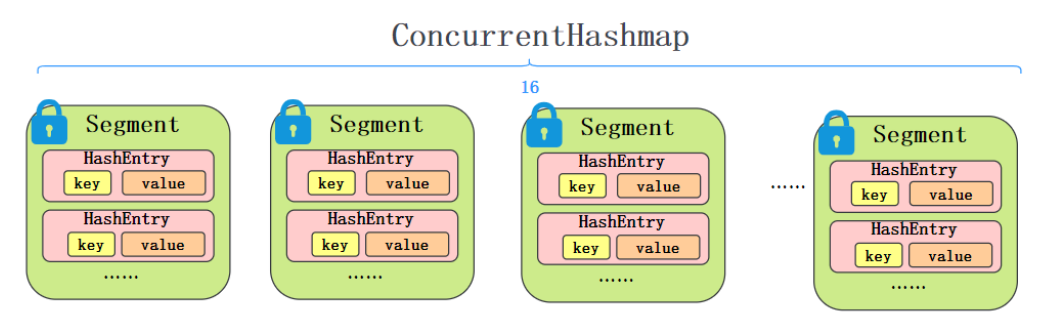 ConcurrentHashmap
16
Segment
HashEntry
key value
HashEntry
key value
......
Segment
HashEntry
key value
HashEntry
key value
......
Segment
HashEntry
key value
HashEntry
key value
......
......
Segment
HashEntry
key value
HashEntry
key value
......